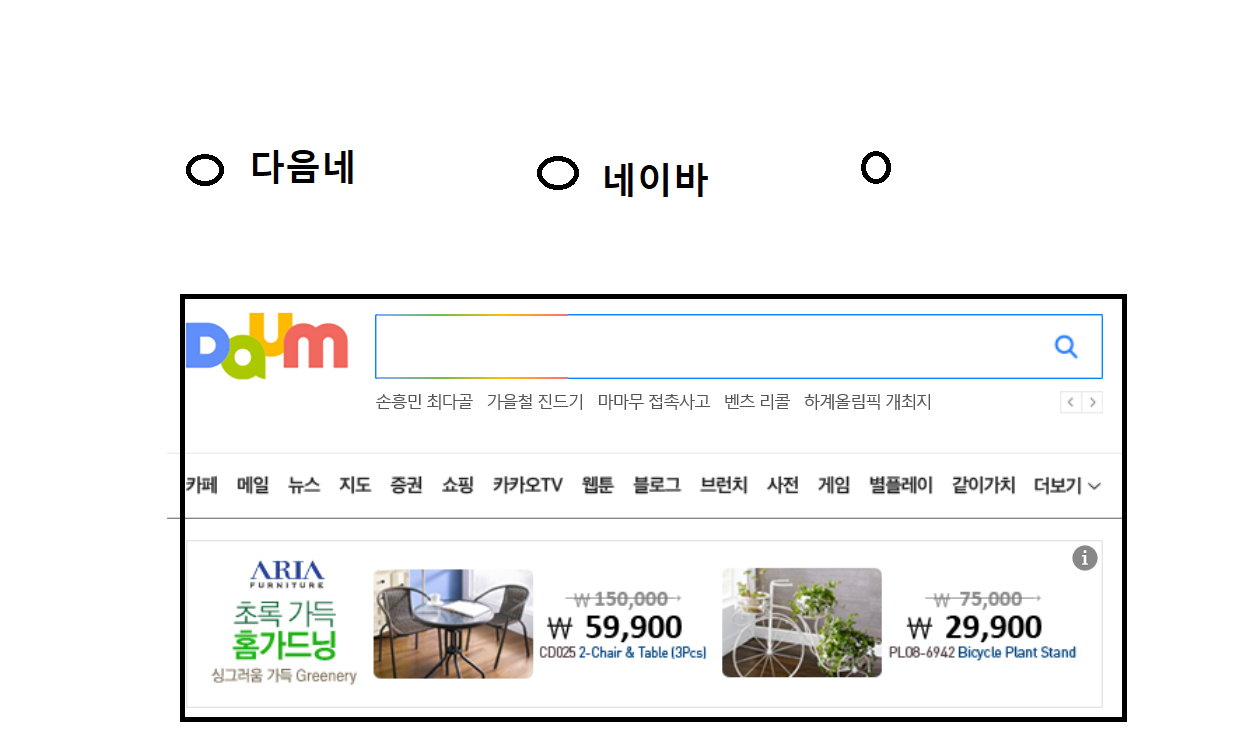 다음네 네이바
Daum
손흥민 최다골 가을철 진드기 마마무 접촉사고 벤츠 리콜 하계올림픽 개최지
카페 메일 뉴스 지도 증권 쇼핑 카카오TV 웹툰 블로그 브런치 사전 게임 별플레이 같이가치 더보기
ARIA
FURNITURE
초록 가득
홈가드닝
싱그러움 가득 Greenery
₩ 150,000
₩ 59,900
CD025 2-Chair & Table (3Pcs)
₩ 75,000
₩ 29,900
PL08-6942 Bicycle Plant Stand